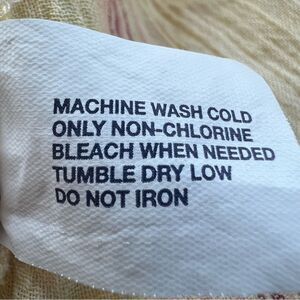 MACHINE WASH COLD
ONLY NON-CHLORINE
BLEACH WHEN NEEDED
TUMBLE DRY LOW
DO NOT IRON